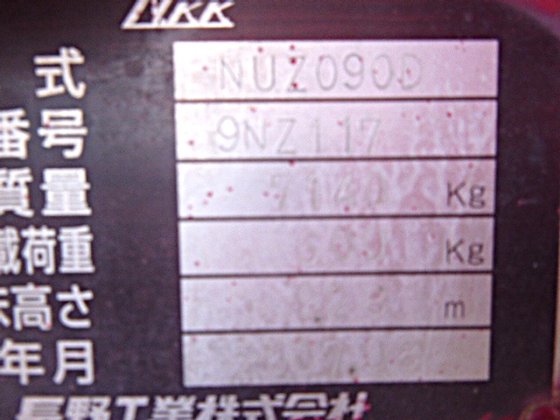 NKK
式 NUZ090D
番号 9NZ117
質量 7140 Kg
載荷重 Kg
高さ m
年月
長野工業株式会社